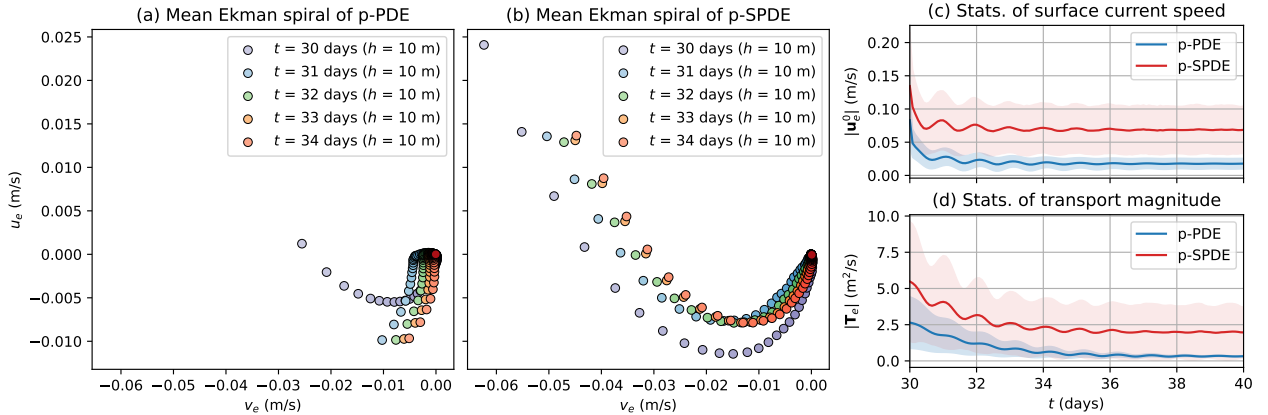 (a) Mean Ekman spiral of p-PDE
0.025
0.020
0.015
0.010
0.005
0.000
−0.005
−0.010
u_e (m/s)
t = 30 days (h = 10 m)
t = 31 days (h = 10 m)
t = 32 days (h = 10 m)
t = 33 days (h = 10 m)
t = 34 days (h = 10 m)
−0.06 −0.05 −0.04 −0.03 −0.02 −0.01 0.00
v_e (m/s)
(b) Mean Ekman spiral of p-SPDE
t = 30 days (h = 10 m)
t = 31 days (h = 10 m)
t = 32 days (h = 10 m)
t = 33 days (h = 10 m)
t = 34 days (h = 10 m)
−0.06 −0.05 −0.04 −0.03 −0.02 −0.01 0.00
v_e (m/s)
(c) Stats. of surface current speed
0.20
0.15
0.10
0.05
0.00
|u_e^0| (m/s)
p-PDE
p-SPDE
(d) Stats. of transport magnitude
10.0
7.5
5.0
2.5
0.0
|T_e| (m²/s)
p-PDE
p-SPDE
30 32 34 36 38 40
t (days)